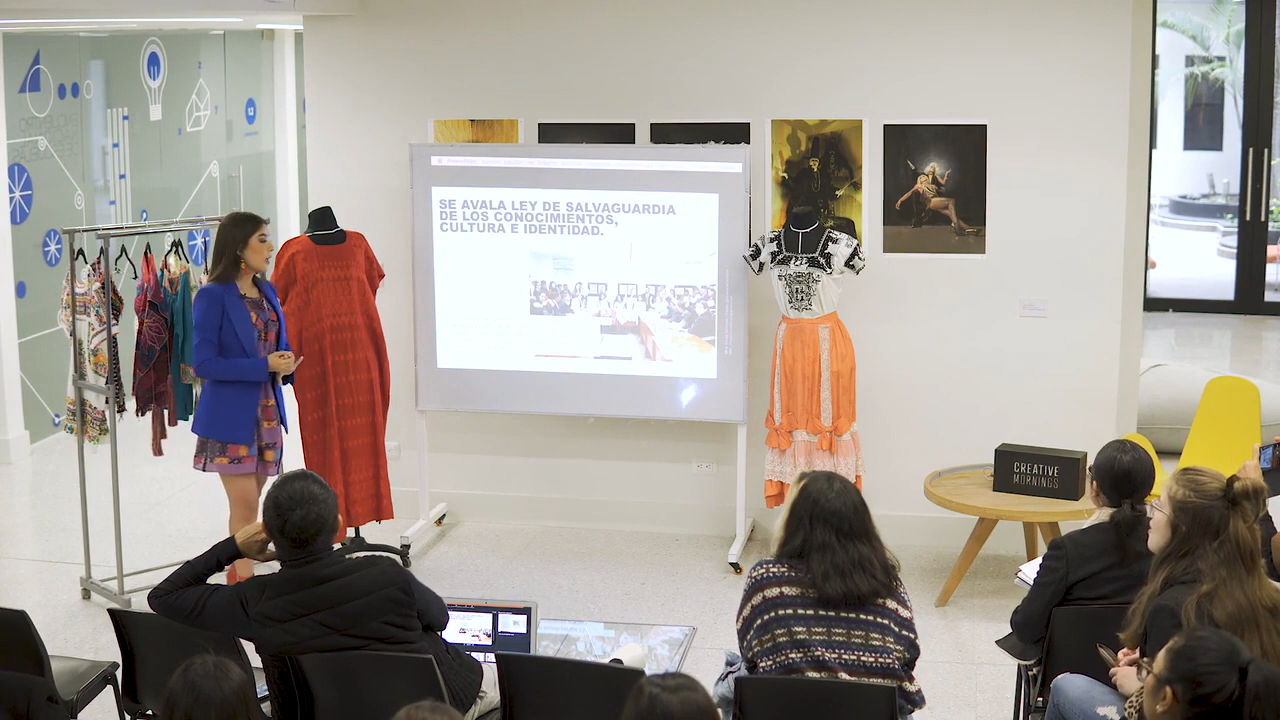 SE AVALA LEY DE SALVAGUARDIA
DE LOS CONOCIMIENTOS,
CULTURA E IDENTIDAD.
CREATIVE
MORNINGS